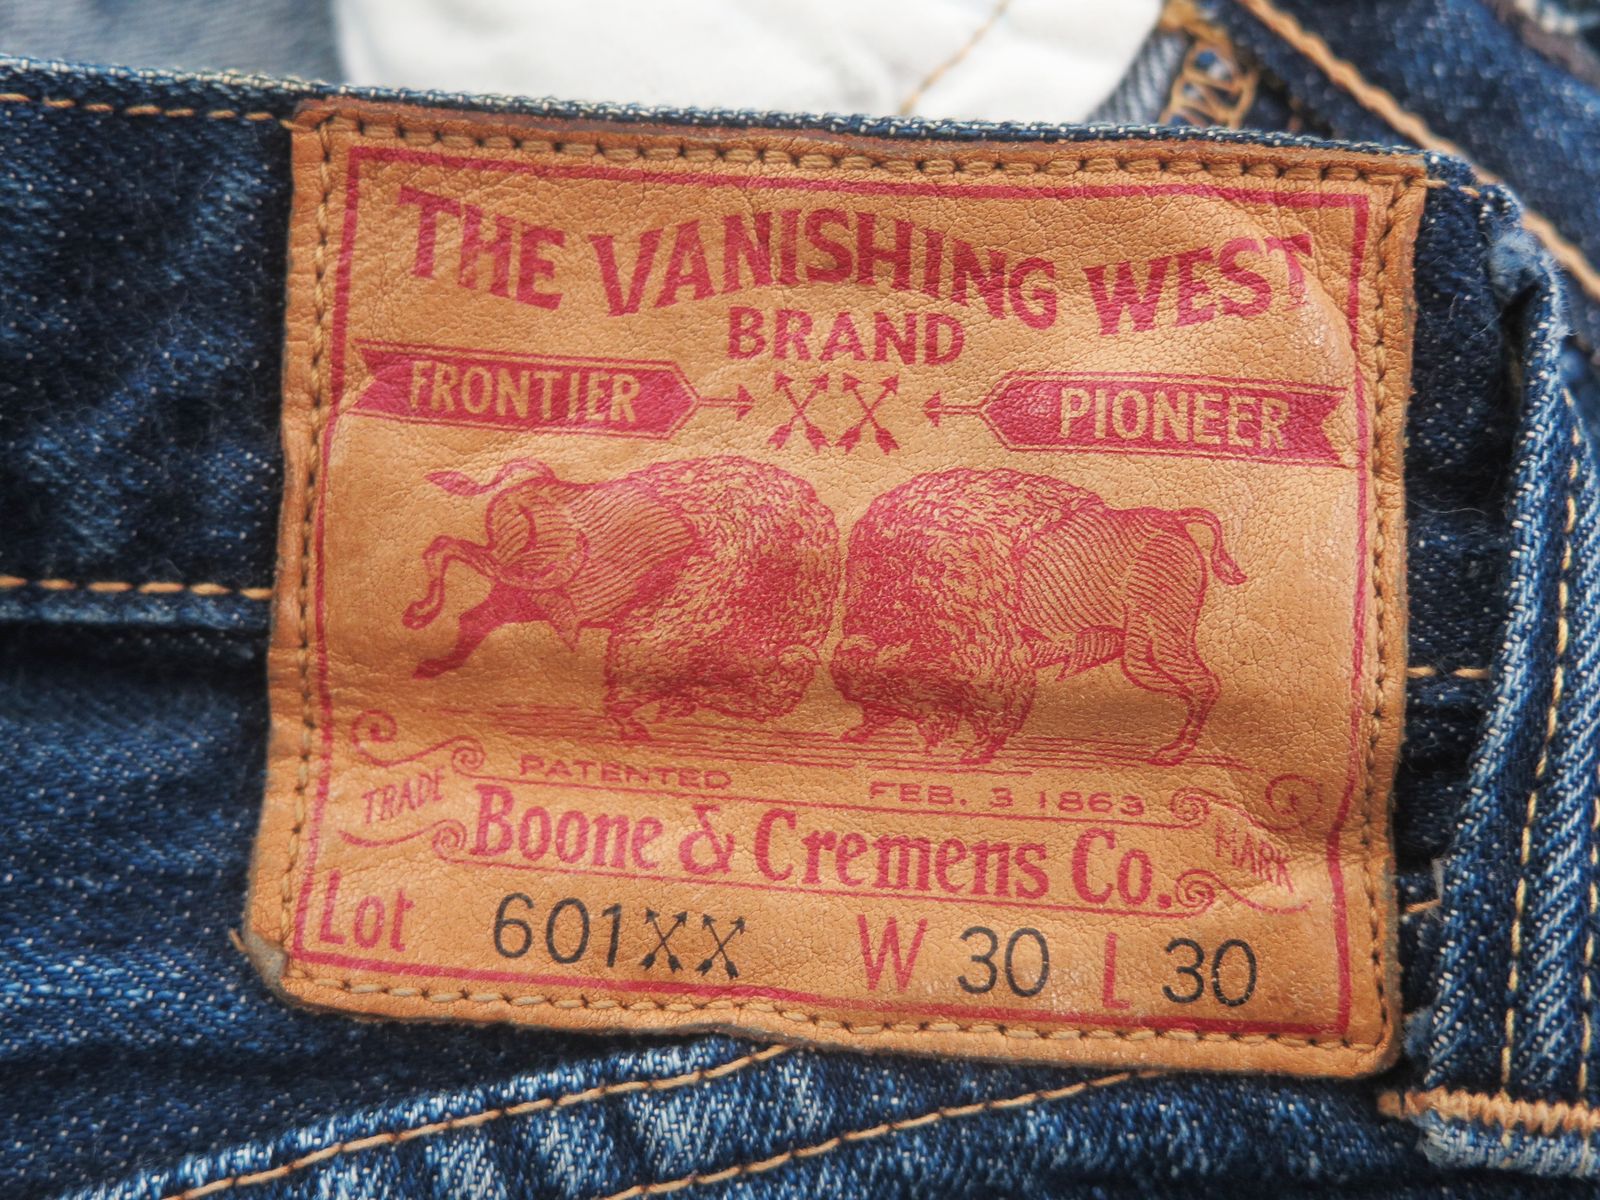 THE VANISHING WEST
BRAND
FRONTIER XX PIONEER
PATENTED FEB. 3 1863
TRADE MARK
Boone & Cremens Co.
Lot 601XX W 30 L 30